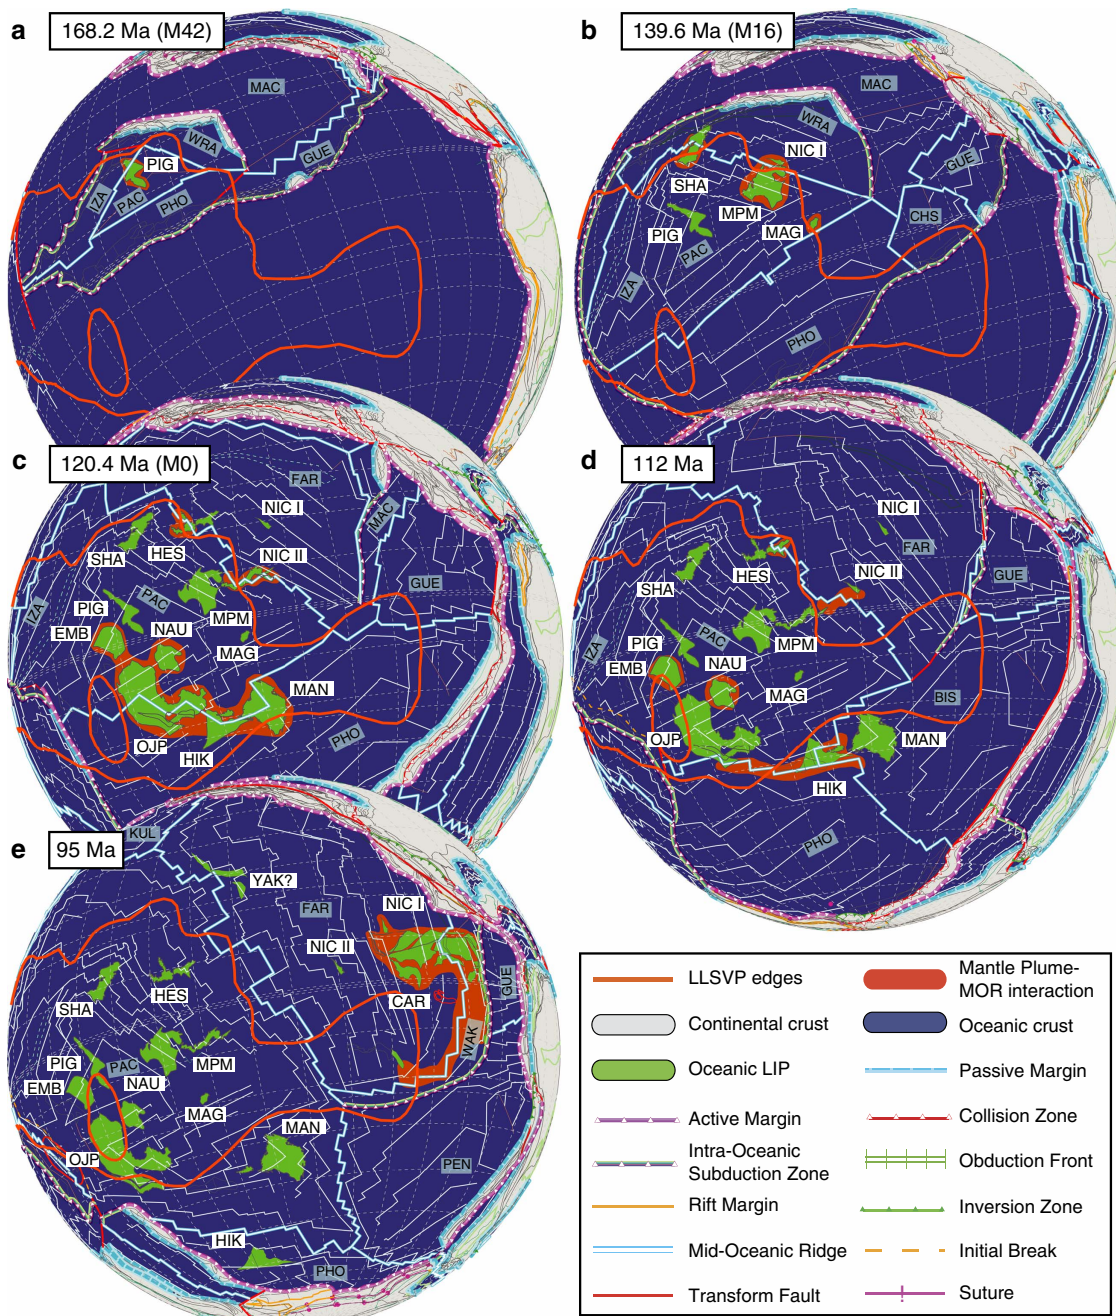 a
168.2 Ma (M42)
MAC
WRA
PIG
GUE
IZA
PAC
PHO
b
139.6 Ma (M16)
MAC
WRA
NIC I
GUE
SHA
MPM
CHS
PIG
MAG
PAC
IZA
PHO
c
120.4 Ma (M0)
FAR
NIC I
MAC
SHA
HES
NIC II
GUE
IZA
PAC
PIG
MPM
EMB
NAU
MAG
MAN
OJP
HIK
PHO
d
112 Ma
NIC I
FAR
HES
NIC II
SHA
GUE
IZA
PAC
PIG
MPM
EMB
NAU
MAG
BIS
OJP
MAN
HIK
PHO
e
95 Ma
KUL
YAK?
FAR
NIC I
NIC II
HES
SHA
CAR
GUE
WAK
PIG
PAC
MPM
EMB
NAU
MAG
MAN
OJP
PEN
HIK
PHO
LLSVP edges
Mantle Plume-
MOR interaction
Continental crust
Oceanic crust
Oceanic LIP
Passive Margin
Active Margin
Collision Zone
Intra-Oceanic
Subduction Zone
Obduction Front
Rift Margin
Inversion Zone
Mid-Oceanic Ridge
Initial Break
Transform Fault
Suture